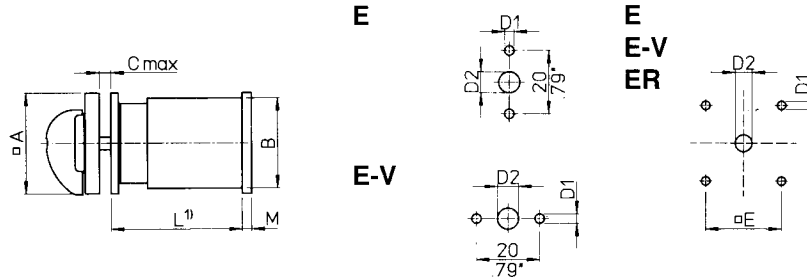 C max
□A
B
L¹⁾
M
E
D1
D2
20
.79"
E-V
D2
D1
20
.79"
E
E-V
ER
D2
D1
□E